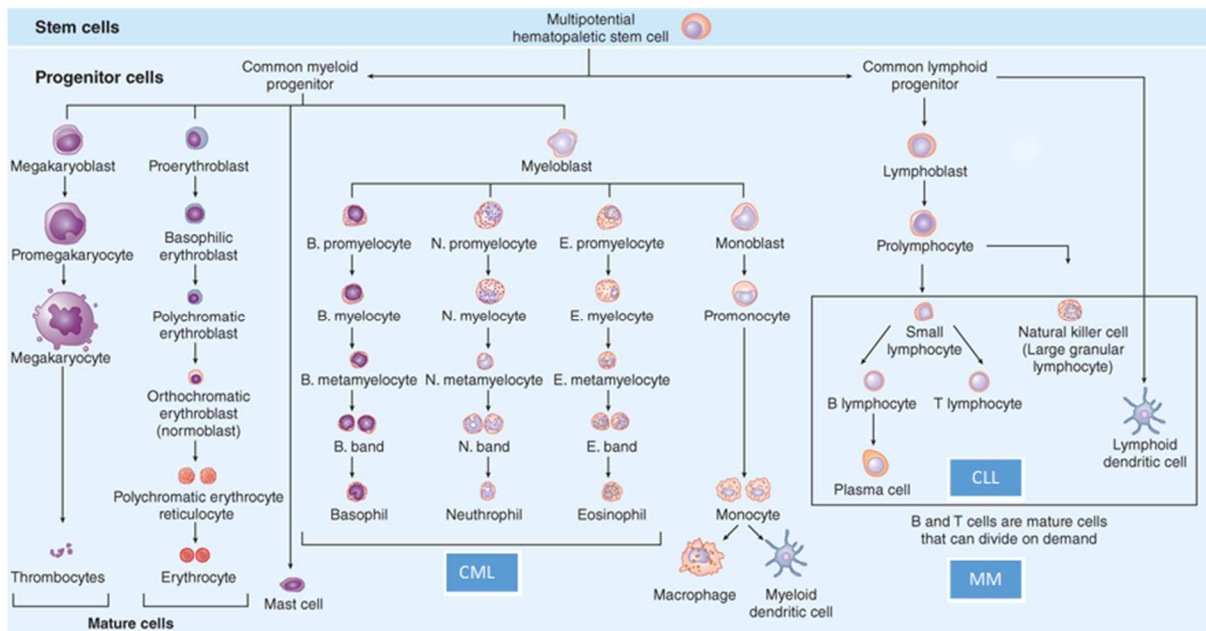 Stem cells
Multipotential
hematopaletic stem cell
Progenitor cells
Common myeloid
progenitor
Common lymphoid
progenitor
Megakaryoblast
Proerythroblast
Myeloblast
Lymphoblast
Promegakaryocyte
Basophilic
erythroblast
B. promyelocyte
N. promyelocyte
E. promyelocyte
Monoblast
Prolymphocyte
Megakaryocyte
Polychromatic
erythroblast
B. myelocyte
N. myelocyte
E. myelocyte
Promonocyte
Small
lymphocyte
Natural killer cell
(Large granular
lymphocyte)
Orthochromatic
erythroblast
(normoblast)
B. metamyelocyte
N. metamyelocyte
E. metamyelocyte
B lymphocyte
T lymphocyte
B. band
N. band
E. band
Lymphoid
dendritic cell
Polychromatic erythrocyte
reticulocyte
Plasma cell
CLL
Basophil
Neuthrophil
Eosinophil
Monocyte
B and T cells are mature cells
that can divide on demand
Thrombocytes
Erythrocyte
Mast cell
CML
Macrophage
Myeloid
dendritic cell
MM
Mature cells